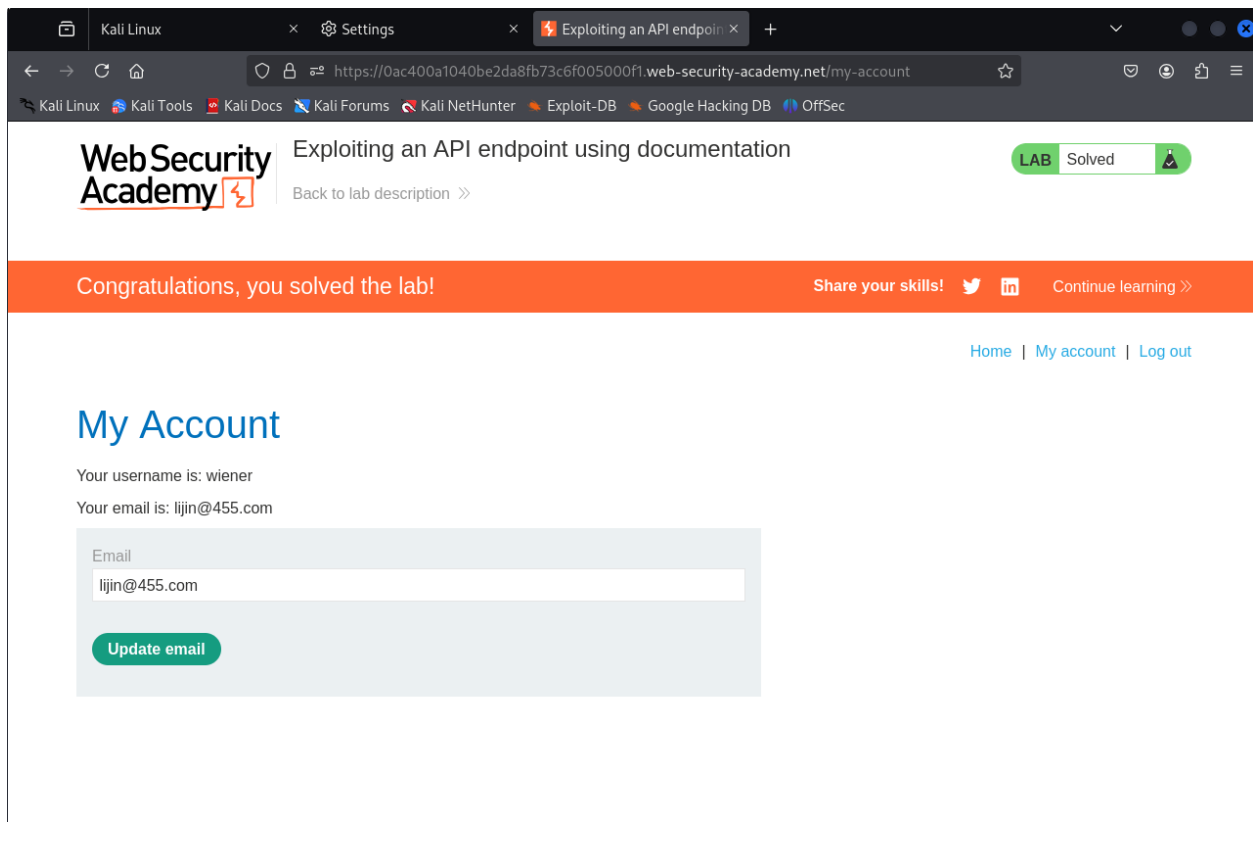 Kali Linux
Settings
Exploiting an API endpoin
https://0ac400a1040be2da8fb73c6f005000f1.web-security-academy.net/my-account
Kali Linux Kali Tools Kali Docs Kali Forums Kali NetHunter Exploit-DB Google Hacking DB OffSec
Web Security
Academy
Exploiting an API endpoint using documentation
Back to lab description
LAB Solved
Congratulations, you solved the lab!
Share your skills!
Continue learning
Home | My account | Log out
My Account
Your username is: wiener
Your email is: lijin@455.com
Email
lijin@455.com
Update email